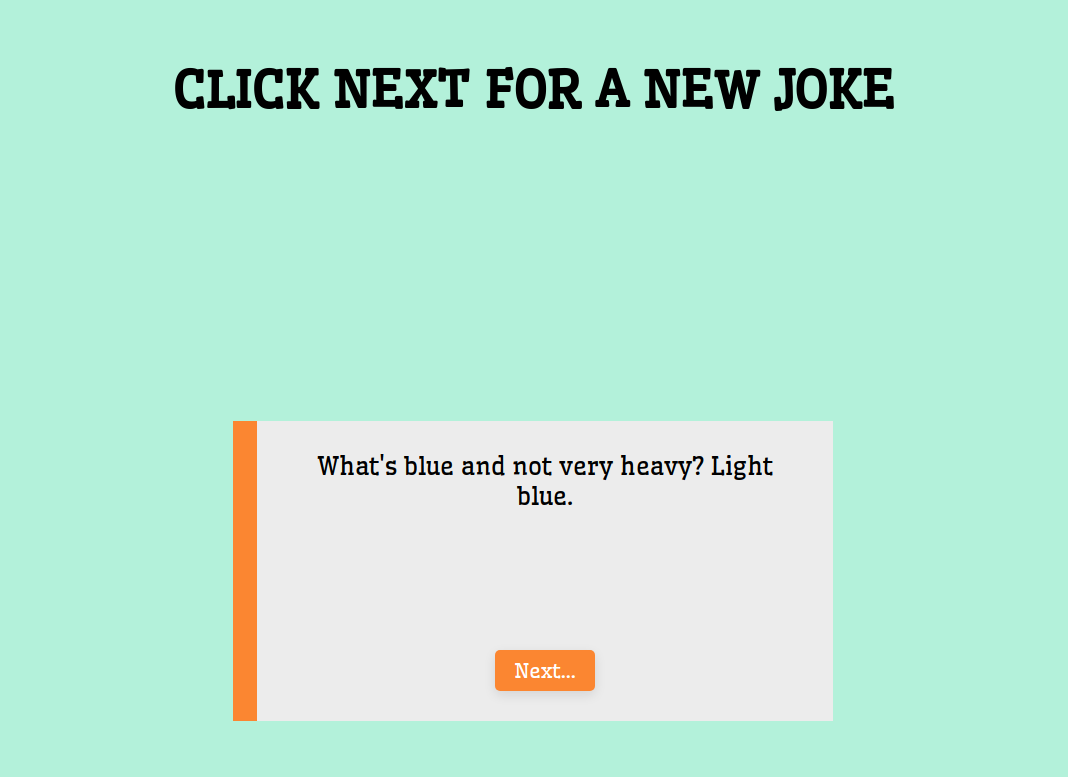 CLICK NEXT FOR A NEW JOKE
What's blue and not very heavy? Light
blue.
Next...